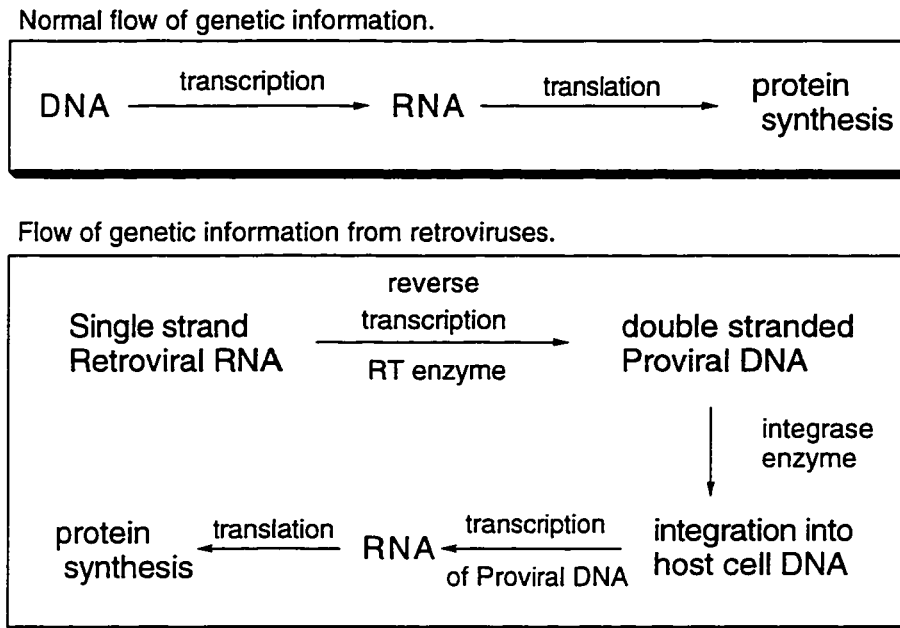 Normal flow of genetic information.
DNA
transcription
RNA
translation
protein
synthesis
Flow of genetic information from retroviruses.
Single strand
Retroviral RNA
reverse
transcription
RT enzyme
double stranded
Proviral DNA
integrase
enzyme
integration into
host cell DNA
transcription
of Proviral DNA
RNA
translation
protein
synthesis